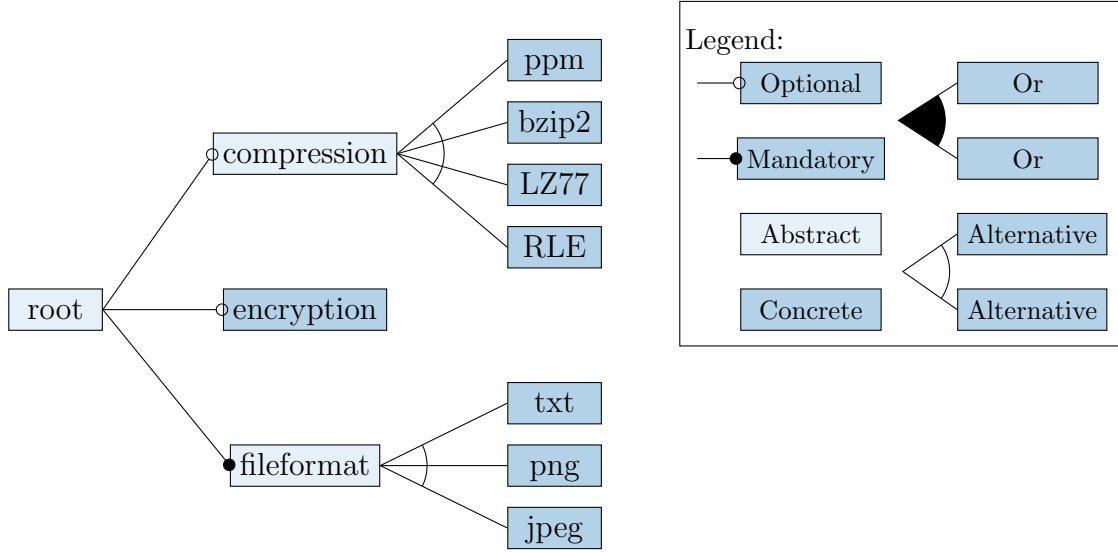 ppm
bzip2
compression
LZ77
RLE
root
encryption
txt
fileformat
png
jpeg
Legend:
Optional
Or
Mandatory
Or
Abstract
Alternative
Concrete
Alternative